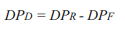 DPD = DPR - DPF